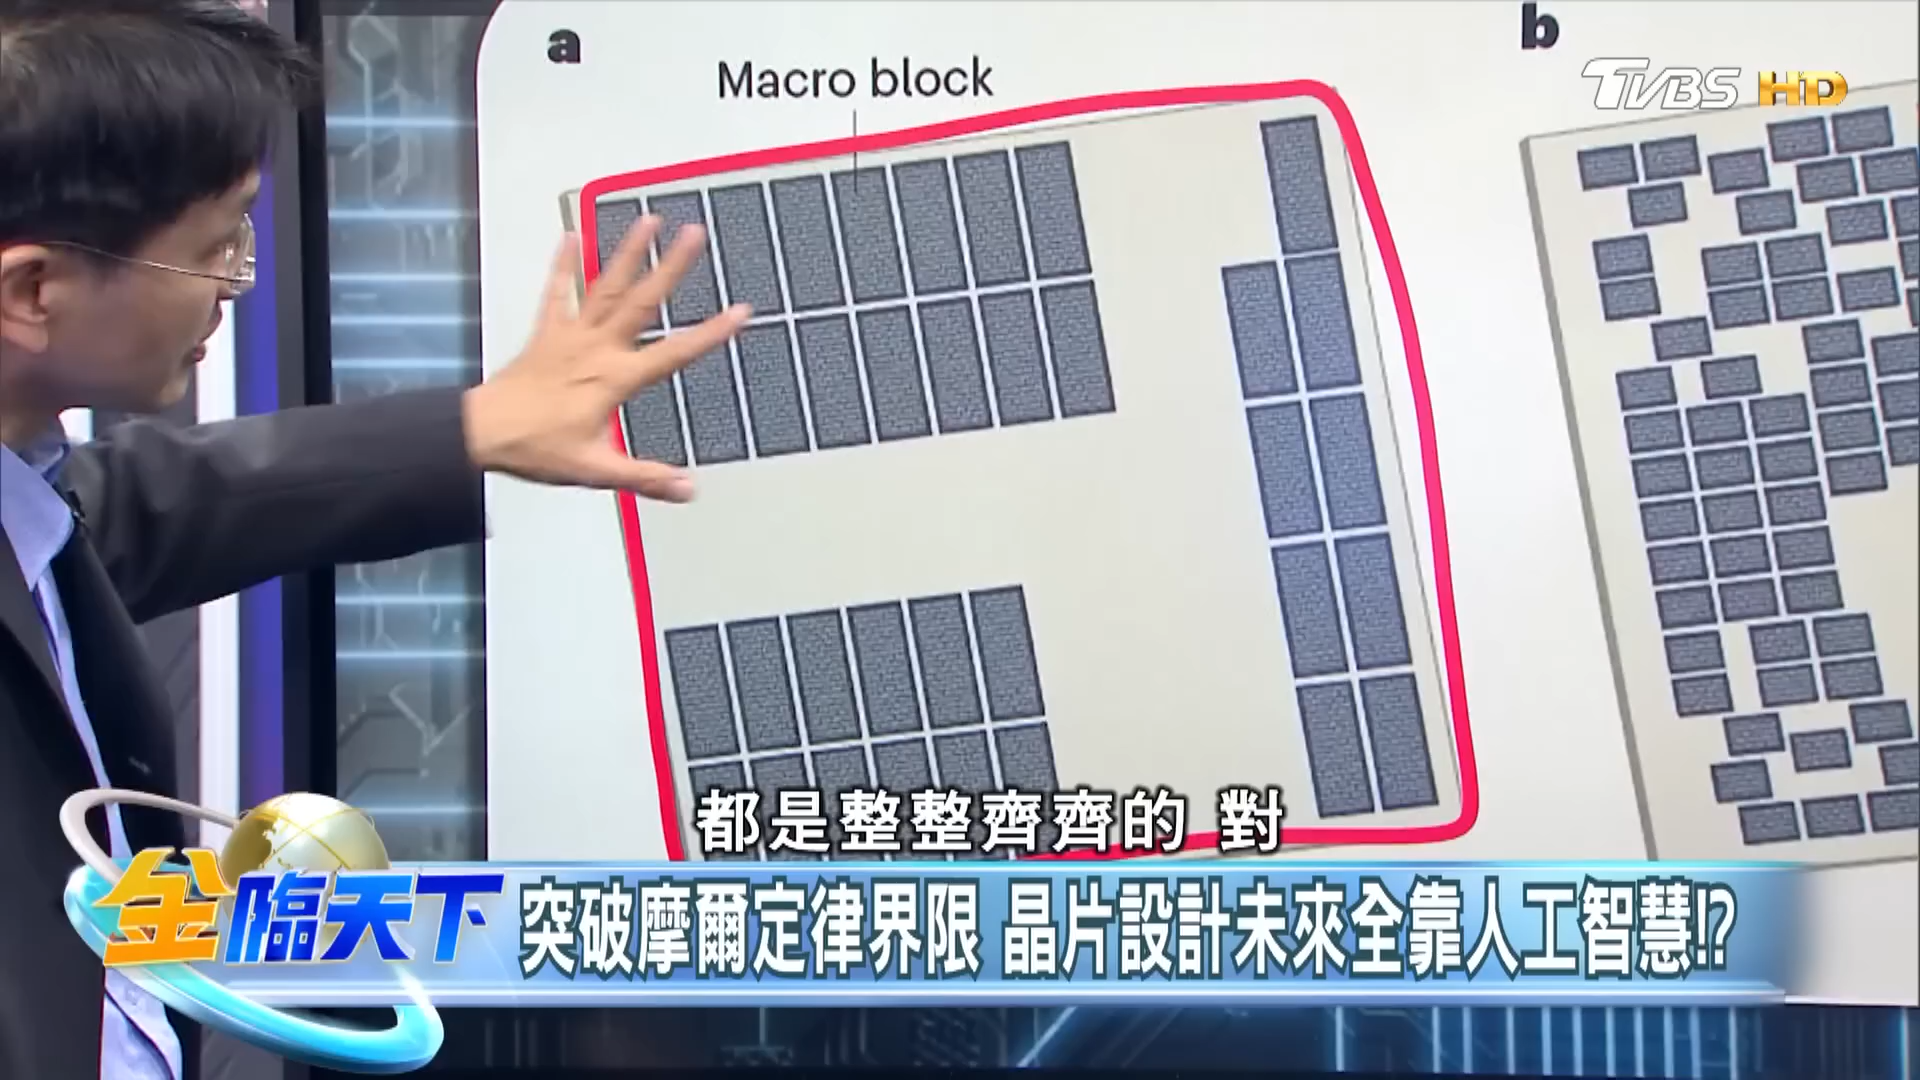 a
b
Macro block
TVBS HD
都是整整齊齊的 對
金臨天下
突破摩爾定律界限 晶片設計未來全靠人工智慧!?